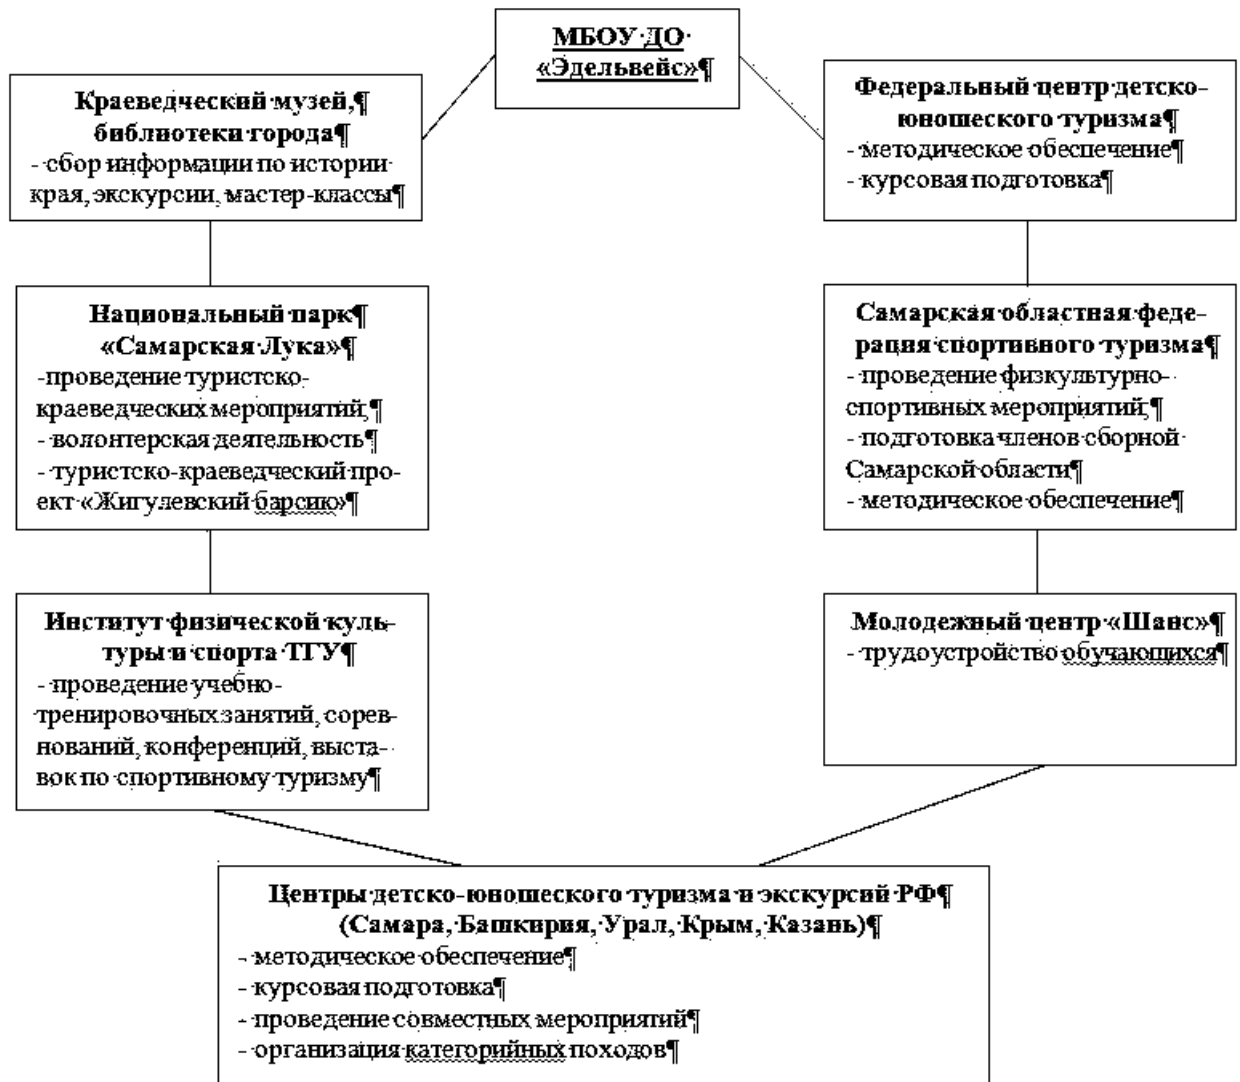 МБОУ ДО
«Эдельвейс»¶
Краеведческий музей,¶
библиотеки города¶
- сбор информации по истории
края, экскурсии, мастер-классы¶
Федеральный центр детско-
юношеского туризма¶
- методическое обеспечение¶
- курсовая подготовка¶
Национальный парк¶
«Самарская Лука»¶
-проведение туристско-
краеведческих мероприятий;¶
- волонтерская деятельность¶
- туристско-краеведческий про-
ект «Жигулевский барсию»¶
Самарская областная феде-
рация спортивного туризма¶
- проведение физкультурно-
спортивных мероприятий;¶
- подготовка членов сборной
Самарской области¶
- методическое обеспечение¶
Институт физической куль-
туры и спорта ТГУ¶
- проведение учебно-
тренировочных занятий, сорев-
нований, конференций, выста-
вок по спортивному туризму¶
Молодежный центр «Шанс»¶
- трудоустройство обучающихся¶
Центры детско-юношеского туризма и экскурсий РФ¶
(Самара, Башкирия, Урал, Крым, Казань)¶
- методическое обеспечение¶
- курсовая подготовка¶
- проведение совместных мероприятий¶
- организация категорийных походов¶